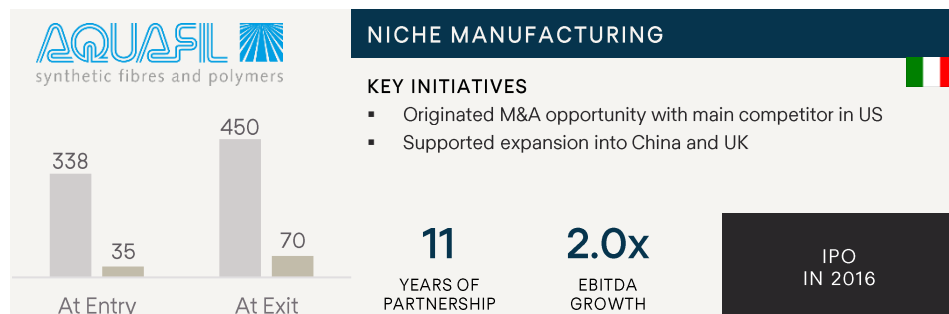 AQUAFIL
synthetic fibres and polymers
338
35
450
70
At Entry
At Exit
NICHE MANUFACTURING
KEY INITIATIVES
▪ Originated M&A opportunity with main competitor in US
▪ Supported expansion into China and UK
11
YEARS OF
PARTNERSHIP
2.0x
EBITDA
GROWTH
IPO
IN 2016